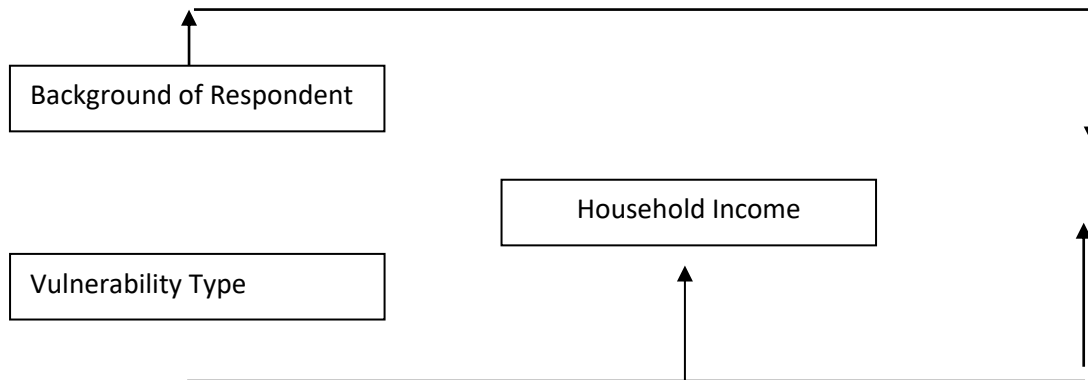 Background of Respondent
Household Income
Vulnerability Type